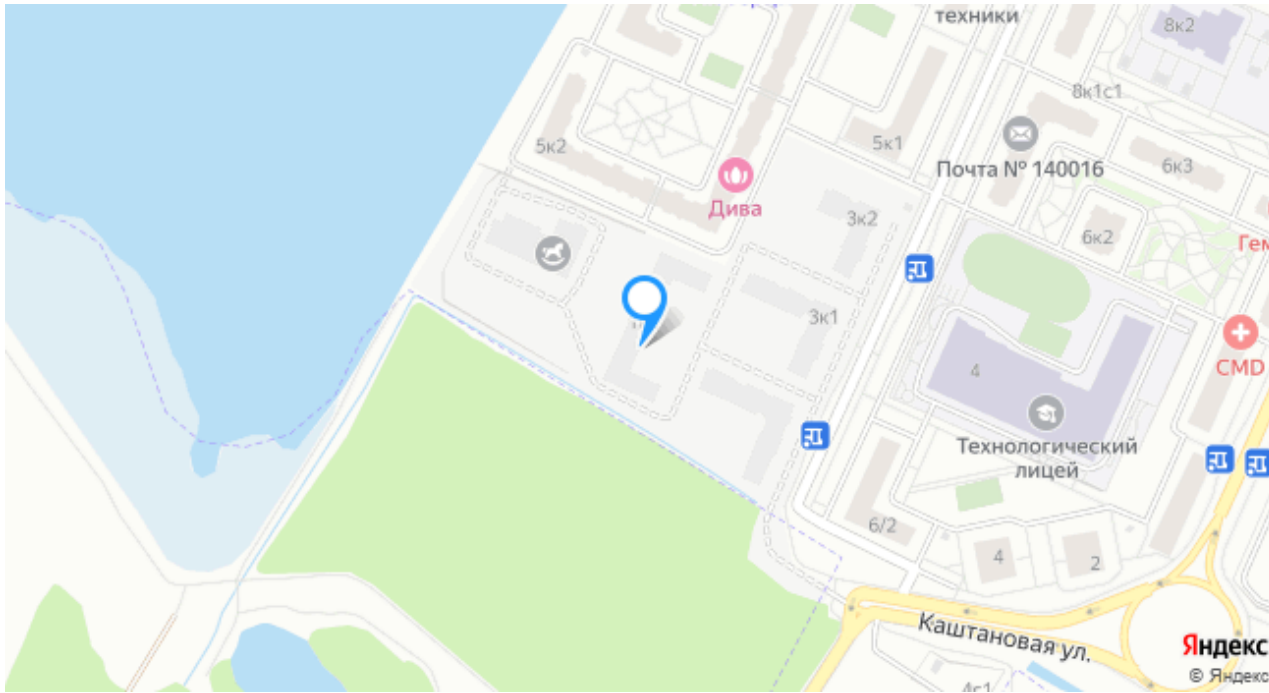 техники
8к2
8к1с1
5к2
5к1
Почта № 140016
6к3
Дива
3к2
6к2
Гем
3к1
4
CMD
Технологический
лицей
6/2
4
2
Каштановая ул.
Яндекс
© Яндекс
4с1